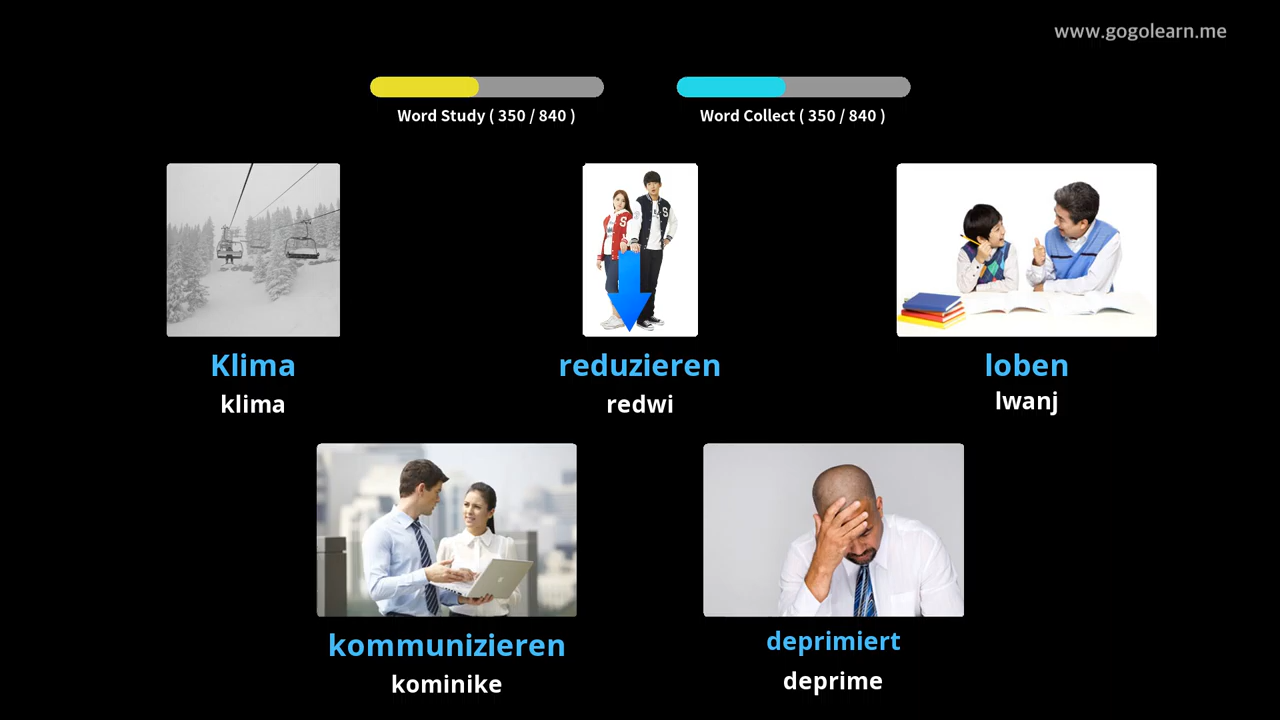 www.gogolearn.me
Word Study ( 350 / 840 )
Word Collect ( 350 / 840 )
Klima
klima
reduzieren
redwi
loben
lwanj
kommunizieren
kominike
deprimiert
deprime